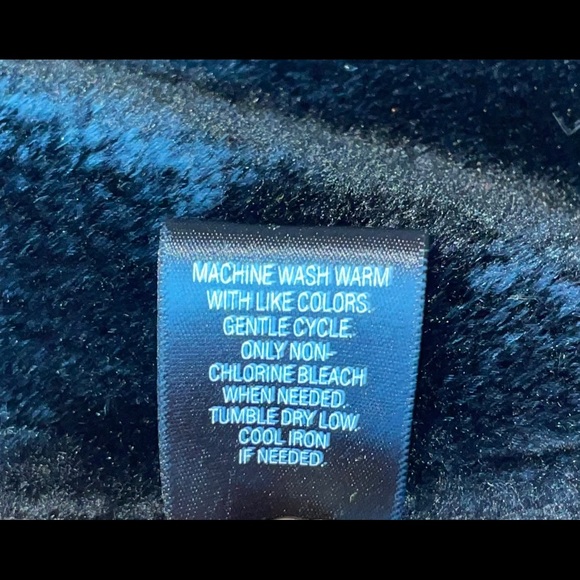 MACHINE WASH WARM
WITH LIKE COLORS.
GENTLE CYCLE.
ONLY NON-
CHLORINE BLEACH
WHEN NEEDED.
TUMBLE DRY LOW.
COOL IRON
IF NEEDED.